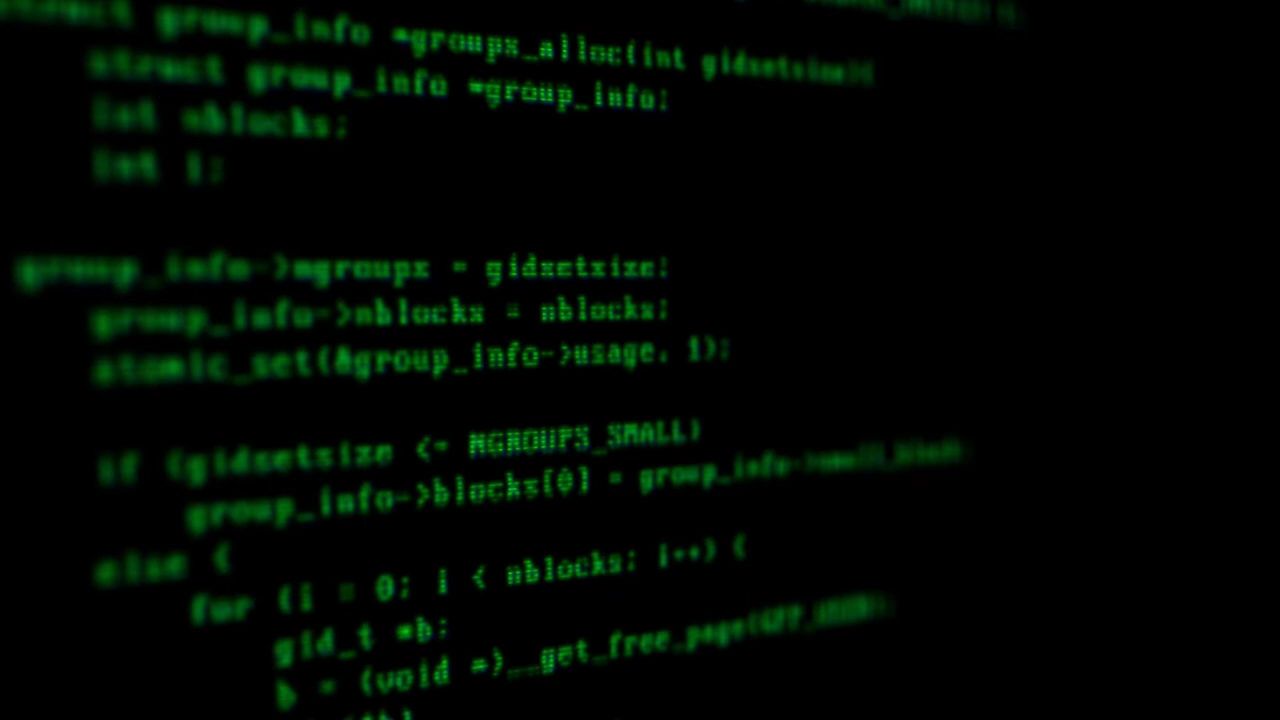 struct group_info *groups_alloc(int gidsetsize){
struct group_info *group_info;
int nblocks;
int i;
group_info->ngroups = gidsetsize;
group_info->nblocks = nblocks;
atomic_set(&group_info->usage, 1);
if (gidsetsize <= NGROUPS_SMALL)
group_info->blocks[0] = group_info->small_block;
else {
for (i = 0; i < nblocks; i++) {
gid_t *b;
b = (void *)__get_free_page(GFP_USER);